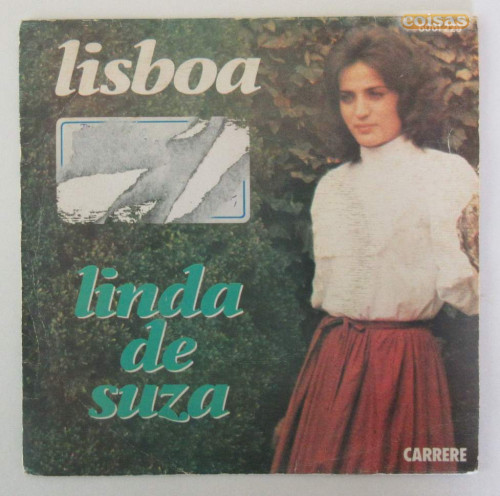 coisas
lisboa
linda
de
suza
CARRERE